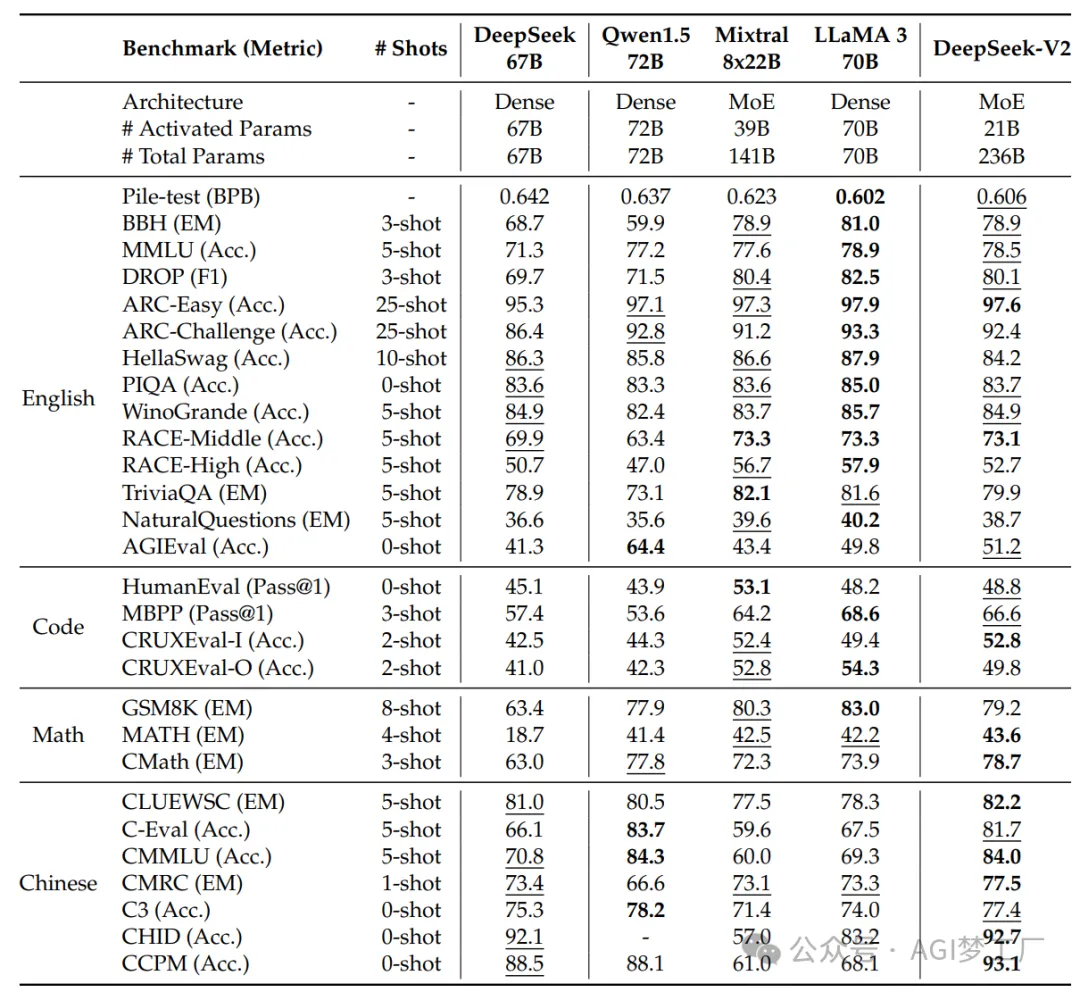 Benchmark (Metric) # Shots DeepSeek 67B Qwen1.5 72B Mixtral 8x22B LLaMA 3 70B DeepSeek-V2
Architecture - Dense Dense MoE Dense MoE
# Activated Params - 67B 72B 39B 70B 21B
# Total Params - 67B 72B 141B 70B 236B
English
Pile-test (BPB) - 0.642 0.637 0.623 0.602 0.606
BBH (EM) 3-shot 68.7 59.9 78.9 81.0 78.9
MMLU (Acc.) 5-shot 71.3 77.2 77.6 78.9 78.5
DROP (F1) 3-shot 69.7 71.5 80.4 82.5 80.1
ARC-Easy (Acc.) 25-shot 95.3 97.1 97.3 97.9 97.6
ARC-Challenge (Acc.) 25-shot 86.4 92.8 91.2 93.3 92.4
HellaSwag (Acc.) 10-shot 86.3 85.8 86.6 87.9 84.2
PIQA (Acc.) 0-shot 83.6 83.3 83.6 85.0 83.7
WinoGrande (Acc.) 5-shot 84.9 82.4 83.7 85.7 84.9
RACE-Middle (Acc.) 5-shot 69.9 63.4 73.3 73.3 73.1
RACE-High (Acc.) 5-shot 50.7 47.0 56.7 57.9 52.7
TriviaQA (EM) 5-shot 78.9 73.1 82.1 81.6 79.9
NaturalQuestions (EM) 5-shot 36.6 35.6 39.6 40.2 38.7
AGIEval (Acc.) 0-shot 41.3 64.4 43.4 49.8 51.2
Code
HumanEval (Pass@1) 0-shot 45.1 43.9 53.1 48.2 48.8
MBPP (Pass@1) 3-shot 57.4 53.6 64.2 68.6 66.6
CRUXEval-I (Acc.) 2-shot 42.5 44.3 52.4 49.4 52.8
CRUXEval-O (Acc.) 2-shot 41.0 42.3 52.8 54.3 49.8
Math
GSM8K (EM) 8-shot 63.4 77.9 80.3 83.0 79.2
MATH (EM) 4-shot 18.7 41.4 42.5 42.2 43.6
CMath (EM) 3-shot 63.0 77.8 72.3 73.9 78.7
Chinese
CLUEWSC (EM) 5-shot 81.0 80.5 77.5 78.3 82.2
C-Eval (Acc.) 5-shot 66.1 83.7 59.6 67.5 81.7
CMMLU (Acc.) 5-shot 70.8 84.3 60.0 69.3 84.0
CMRC (EM) 1-shot 73.4 66.6 73.1 73.3 77.5
C3 (Acc.) 0-shot 75.3 78.2 71.4 74.0 77.4
CHID (Acc.) 0-shot 92.1 - 57.0 83.2 92.7
CCPM (Acc.) 0-shot 88.5 88.1 61.0 68.1 93.1
公众号 · AGI梦工厂